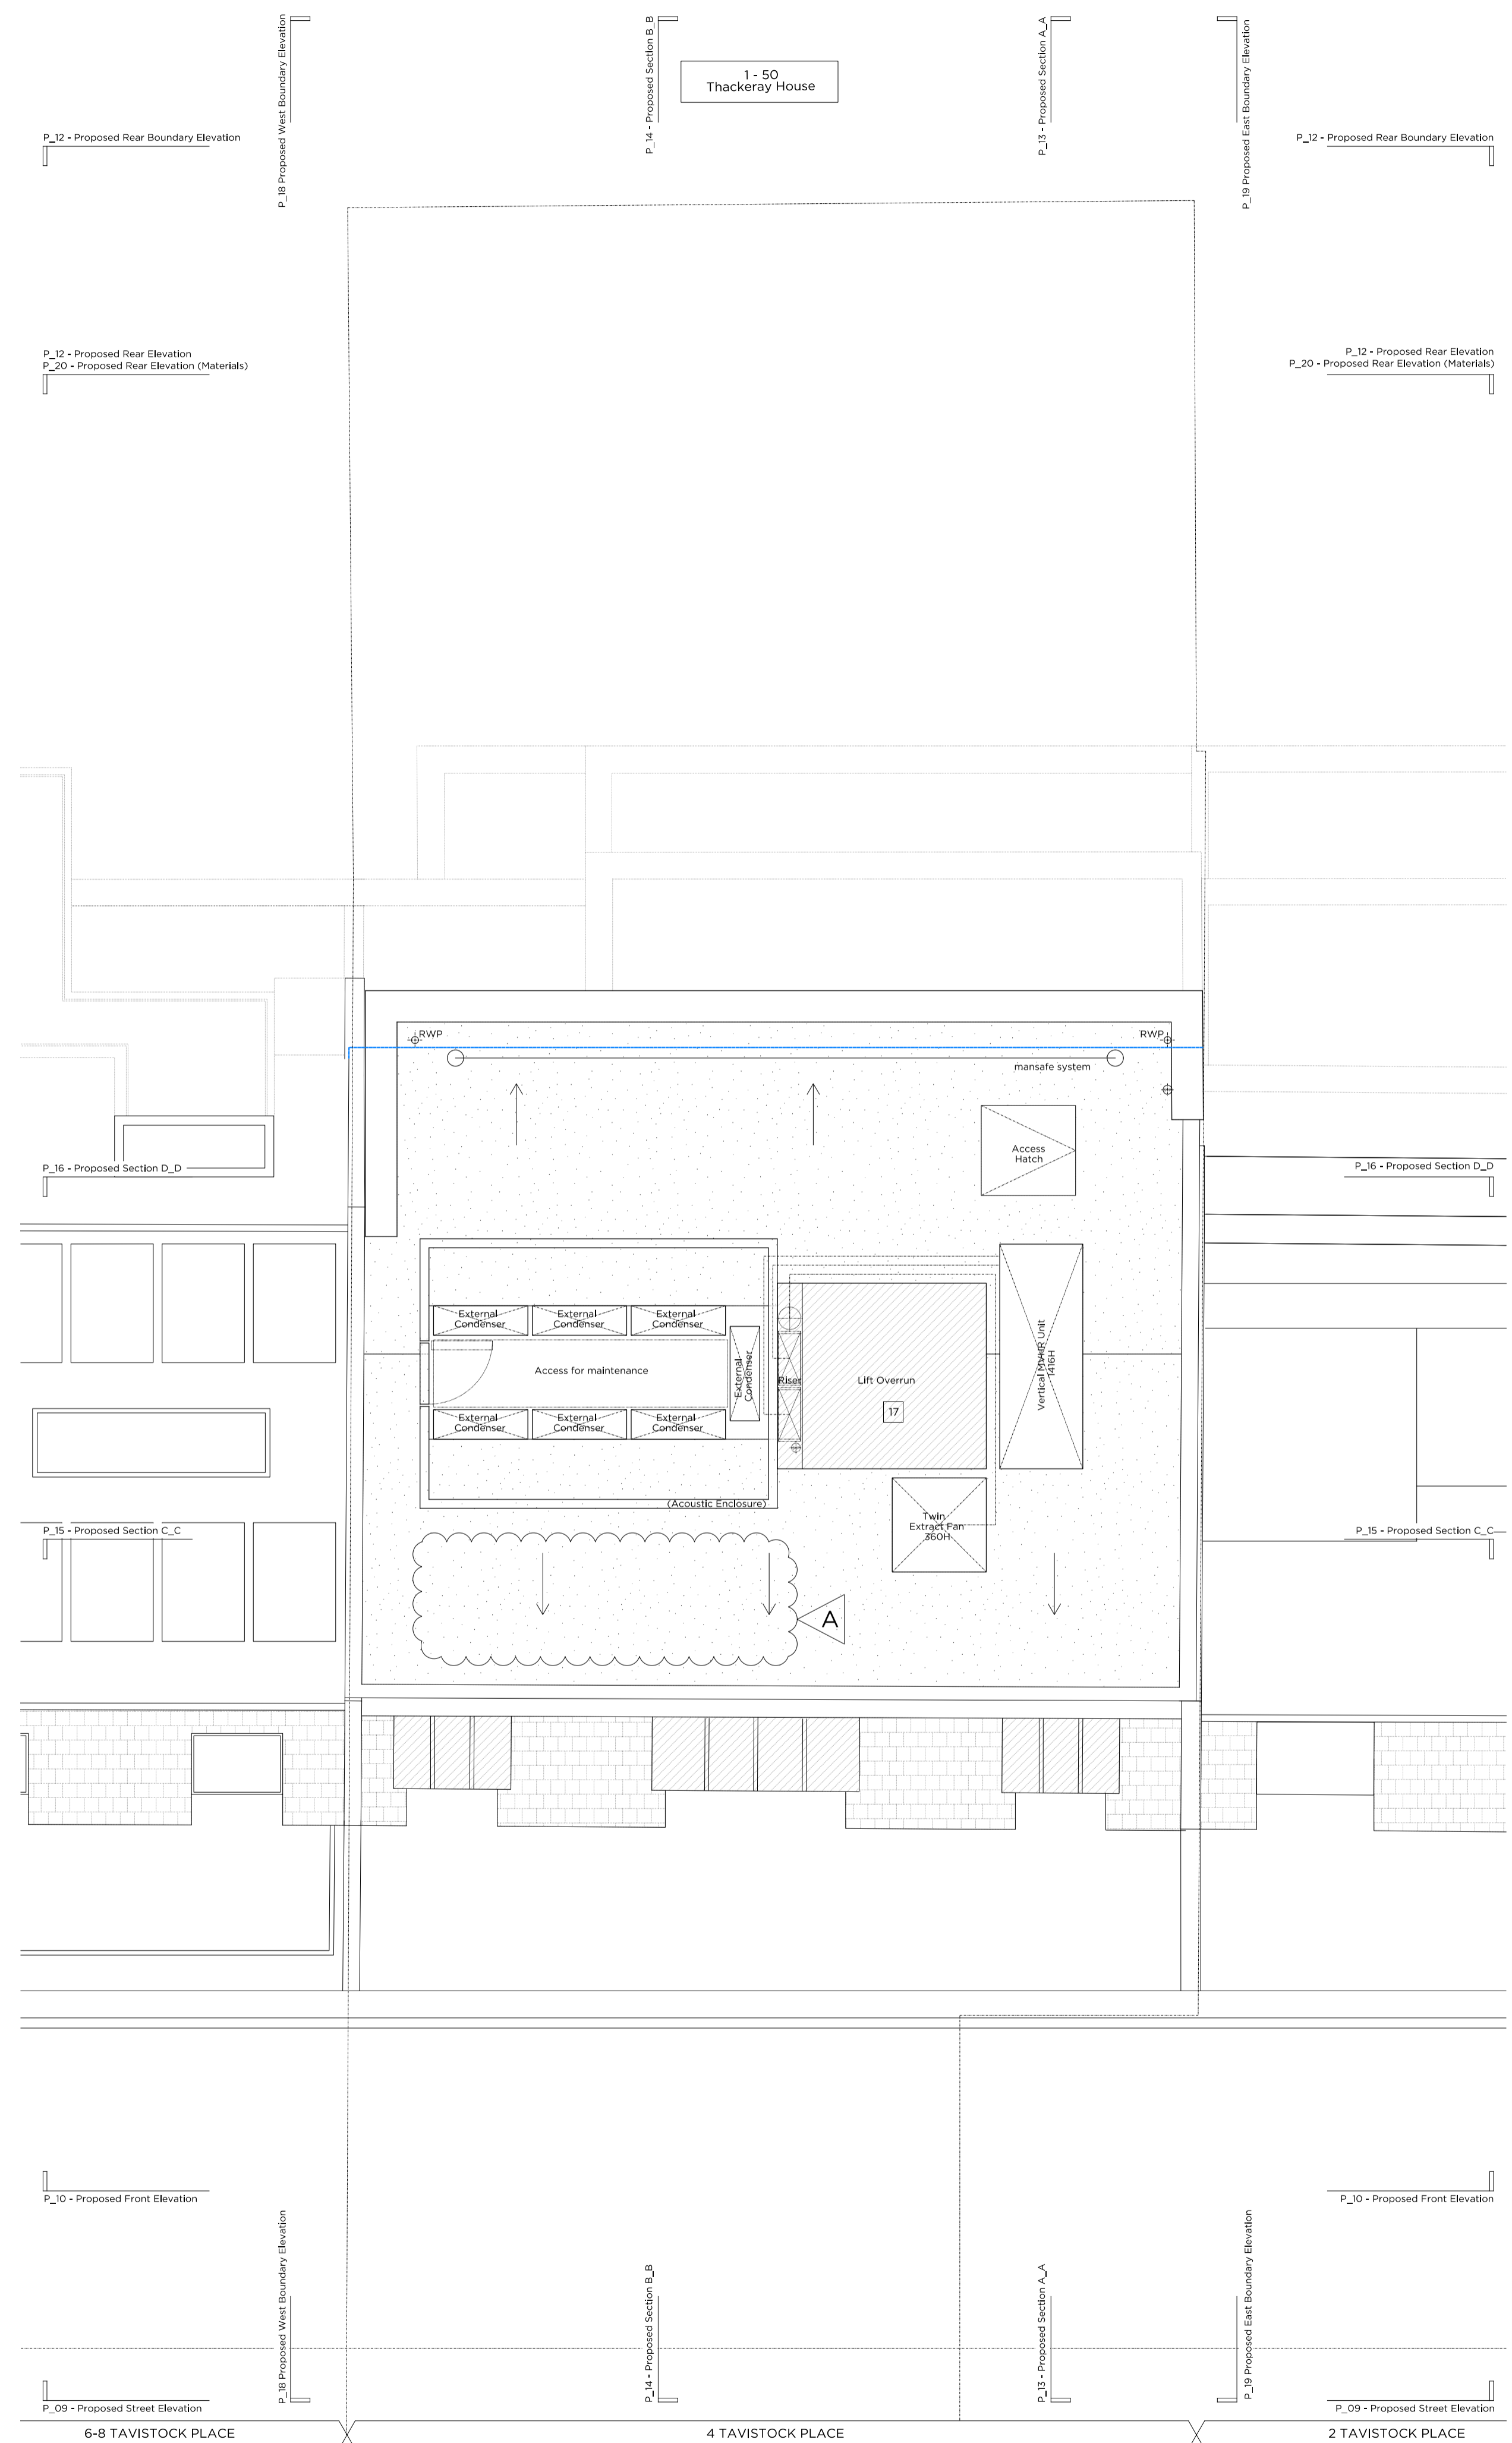 P_18 Proposed West Boundary Elevation
P_14 - Proposed Section B_B
1 - 50
Thackeray House
P_13 - Proposed Section A_A
P_19 Proposed East Boundary Elevation
P_12 - Proposed Rear Boundary Elevation
P_12 - Proposed Rear Boundary Elevation
P_12 - Proposed Rear Elevation
P_20 - Proposed Rear Elevation (Materials)
P_12 - Proposed Rear Elevation
P_20 - Proposed Rear Elevation (Materials)
RWP
RWP
mansafe system
Access
Hatch
P_16 - Proposed Section D_D
P_16 - Proposed Section D_D
External
Condenser
External
Condenser
External
Condenser
External
Condenser
Access for maintenance
Riser
Lift Overrun
17
Vertical MVHR Unit
1416H
External
Condenser
External
Condenser
External
Condenser
(Acoustic Enclosure)
Twin
Extract Fan
360H
P_15 - Proposed Section C_C
P_15 - Proposed Section C_C
A
P_10 - Proposed Front Elevation
P_10 - Proposed Front Elevation
P_18 Proposed West Boundary Elevation
P_14 - Proposed Section B_B
P_13 - Proposed Section A_A
P_19 Proposed East Boundary Elevation
P_09 - Proposed Street Elevation
P_09 - Proposed Street Elevation
6-8 TAVISTOCK PLACE
4 TAVISTOCK PLACE
2 TAVISTOCK PLACE